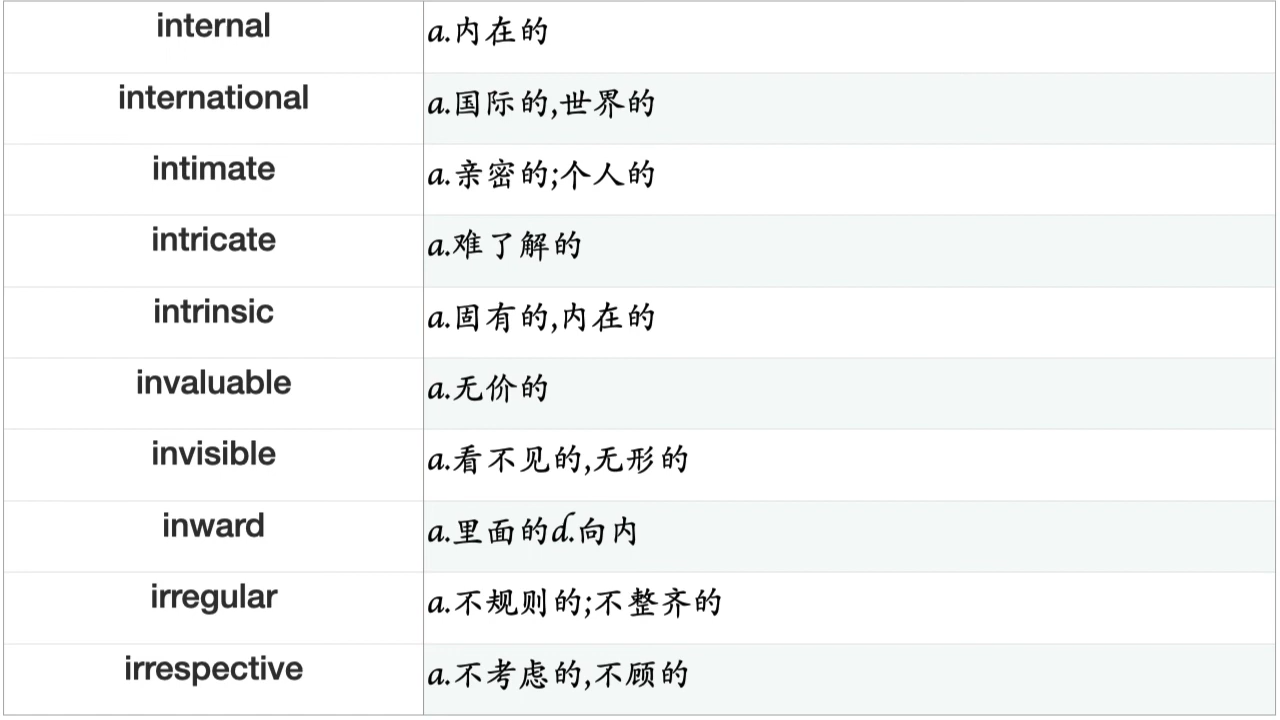 internal a.内在的
international a.国际的,世界的
intimate a.亲密的;个人的
intricate a.难了解的
intrinsic a.固有的,内在的
invaluable a.无价的
invisible a.看不见的,无形的
inward a.里面的d.向内
irregular a.不规则的;不整齐的
irrespective a.不考虑的,不顾的